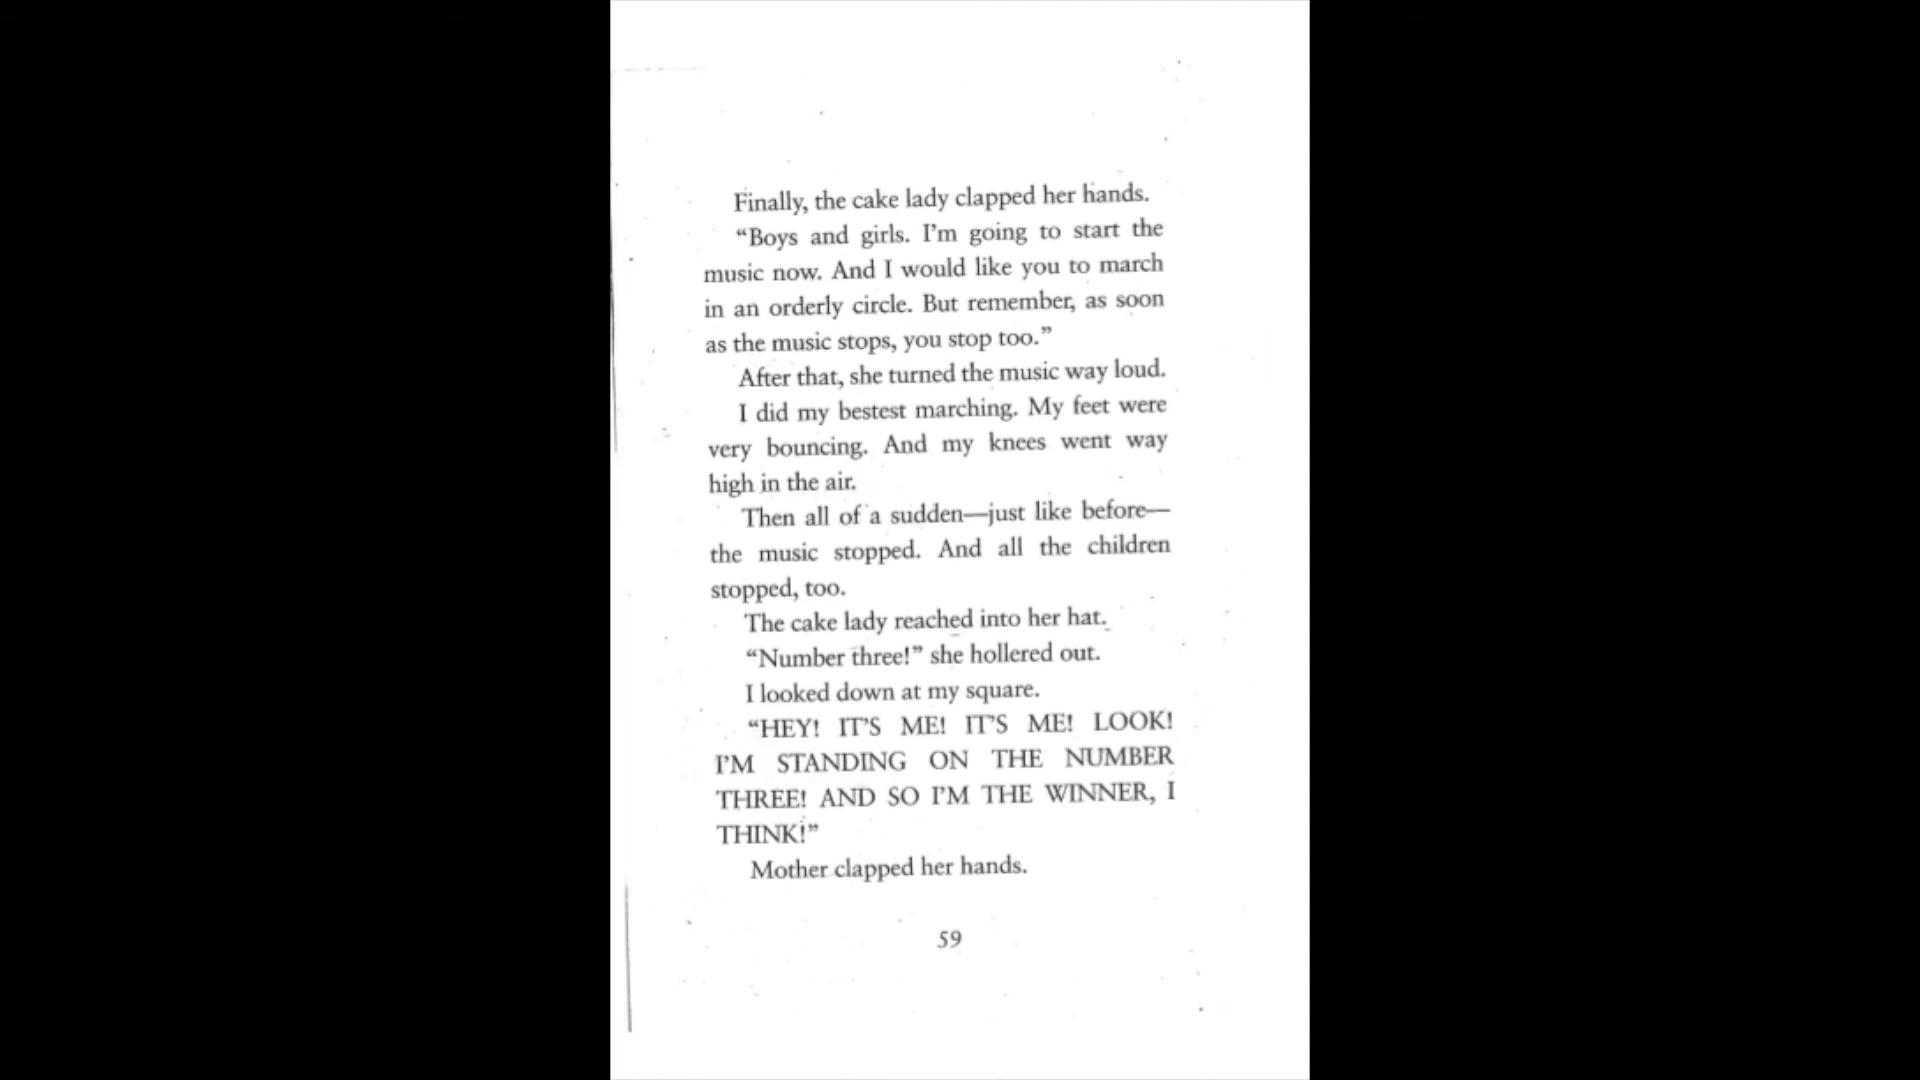 Finally, the cake lady clapped her hands.
“Boys and girls. I’m going to start the
music now. And I would like you to march
in an orderly circle. But remember, as soon
as the music stops, you stop too.”
After that, she turned the music way loud.
I did my bestest marching. My feet were
very bouncing. And my knees went way
high in the air.
Then all of a sudden—just like before—
the music stopped. And all the children
stopped, too.
The cake lady reached into her hat.
“Number three!” she hollered out.
I looked down at my square.
“HEY! IT’S ME! IT’S ME! LOOK!
I’M STANDING ON THE NUMBER
THREE! AND SO I’M THE WINNER, I
THINK!”
Mother clapped her hands.
59